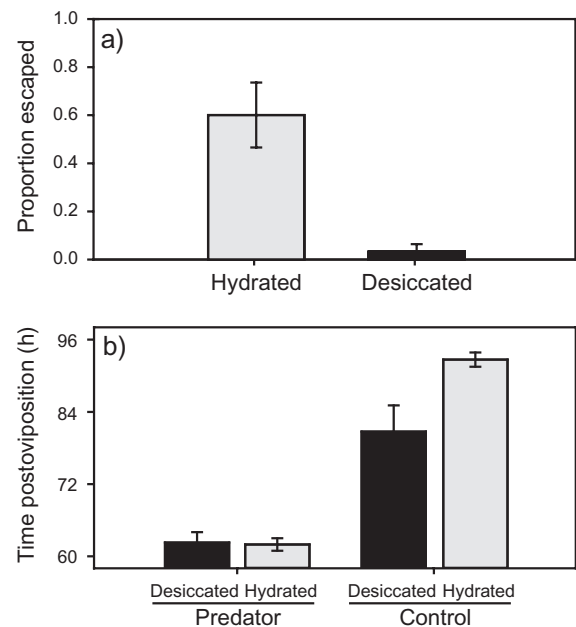 a)
Proportion escaped
1.0
0.8
0.6
0.4
0.2
0.0
Hydrated Desiccated
b)
Time postoviposition (h)
96
84
72
60
Desiccated Hydrated Desiccated Hydrated
Predator Control